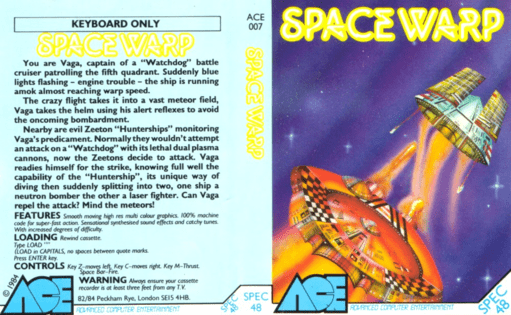 KEYBOARD ONLY
SPACE WARP
You are Vaga, captain of a "Watchdog" battle
cruiser patrolling the fifth quadrant. Suddenly blue
lights flashing – engine trouble – the ship is running
amok almost reaching warp speed.
The crazy flight takes it into a vast meteor field,
Vaga takes the helm using his alert reflexes to avoid
the oncoming bombardment.
Nearby are evil Zeeton "Hunterships" monitoring
Vaga's predicament. Normally they wouldn't attempt
an attack on a "Watchdog" with its lethal dual plasma
cannons, now the Zeetons decide to attack. Vaga
readies himself for the strike, knowing full well the
capability of the "Huntership", its unique way of
diving then suddenly splitting into two, one ship a
neutron bomber the other a laser fighter. Can Vaga
repel the attack? Mind the meteors!
FEATURES Smooth moving high res multi colour graphics. 100% machine
code for super-fast action. Sensational synthesised sound effects and catchy tunes.
With increased degrees of difficulty.
LOADING Rewind cassette.
Type LOAD ""
(LOAD in CAPITALS, no spaces between quote marks.
Press ENTER key.
CONTROLS Key Z-moves left, Key C-moves right. Key M-Thrust.
Space Bar-Fire.
WARNING Always ensure your cassette
recorder is at least three feet from any T.V.
© 1984
ACE
82/84 Peckham Rye, London SE15 4HB.
ADVANCED COMPUTER ENTERTAINMENT
SPEC
48
ACE
007
SPACE WARP
SPEC
48
SPACE WARP
ACE
ADVANCED COMPUTER ENTERTAINMENT
SPEC
48